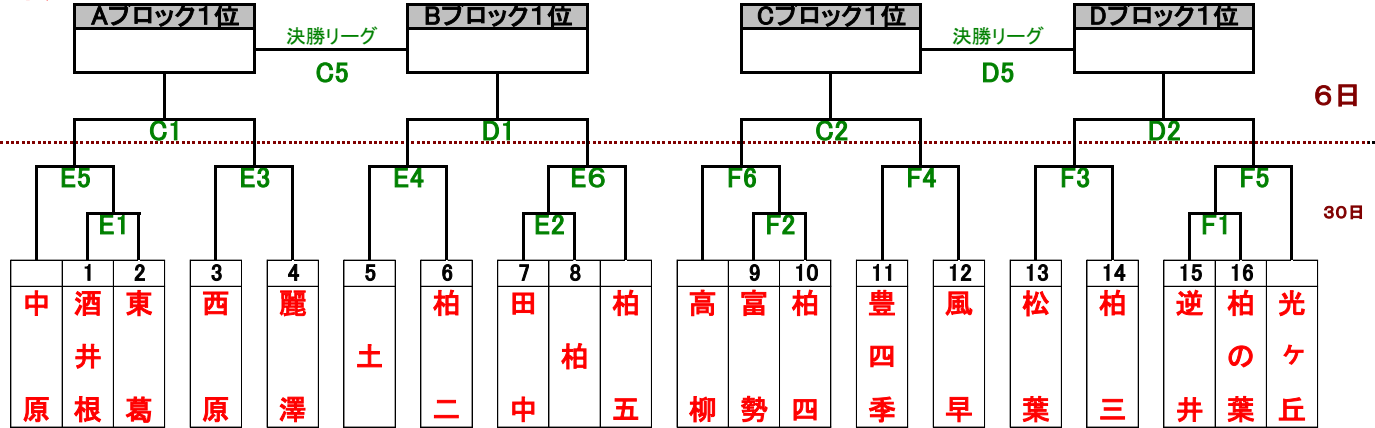 Aブロック1位 Bブロック1位 Cブロック1位 Dブロック1位
決勝リーグ 決勝リーグ
C5 D5
6日
C1 D1 C2 D2
E5 E3 E4 E6 F6 F4 F3 F5
30日
E1 E2 F2 F1
1 2 3 4 5 6 7 8 9 10 11 12 13 14 15 16
中原
酒井根
東葛
西原
麗澤
土
柏二
田中
柏
柏五
高柳
富勢
柏四
豊四季
風早
松葉
柏三
逆井
柏の葉
光ケ丘